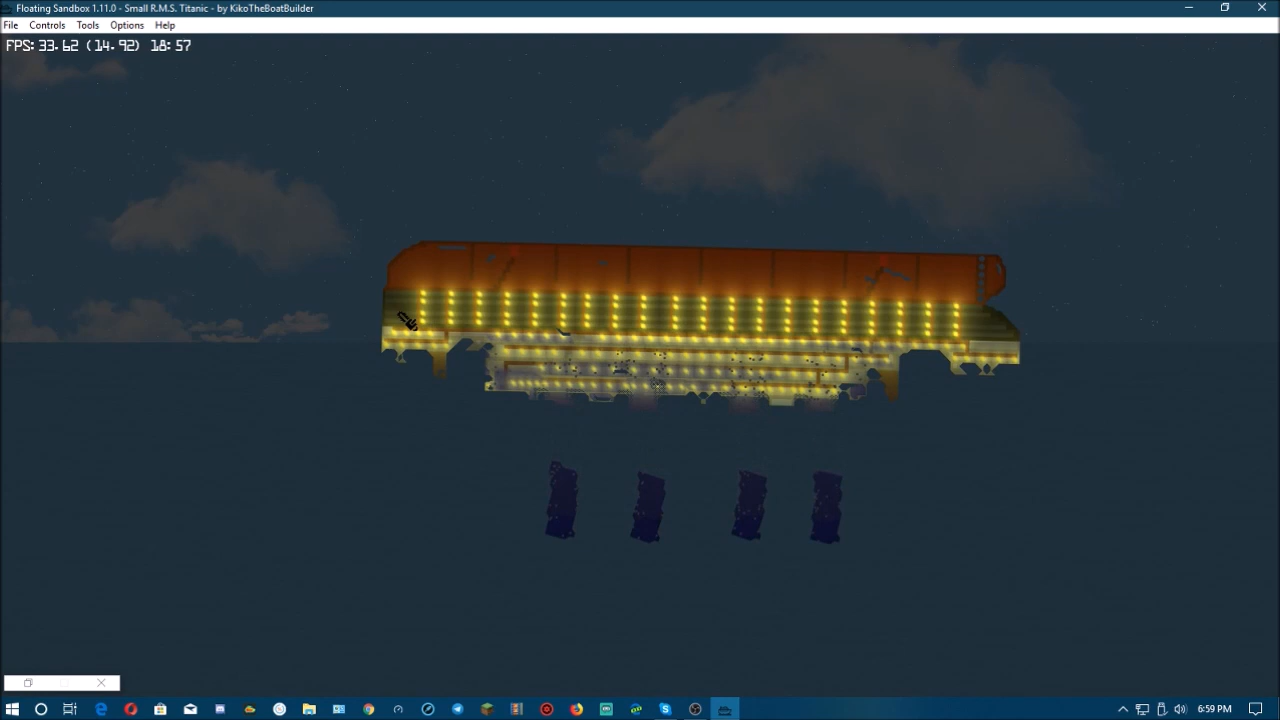 Floating Sandbox 1.11.0 - Small R.M.S. Titanic - by KikoTheBoatBuilder
File Controls Tools Options Help
FPS: 33.62 (14.92) 18:57
6:59 PM